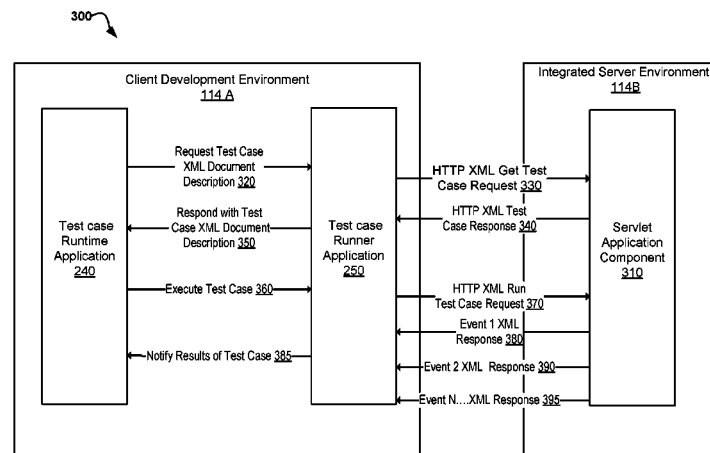 300
Client Development Environment
114 A
Integrated Server Environment
114B
Test case
Runtime
Application
240
Request Test Case
XML Document
Description 320
Respond with Test
Case XML Document
Description 350
Execute Test Case 360
Notify Results of Test Case 385
Test case
Runner
Application
250
HTTP XML Get Test
Case Request 330
HTTP XML Test
Case Response 340
HTTP XML Run
Test Case Request 370
Event 1 XML
Response 380
Event 2 XML Response 390
Event N....XML Response 395
Servlet
Application
Component
310